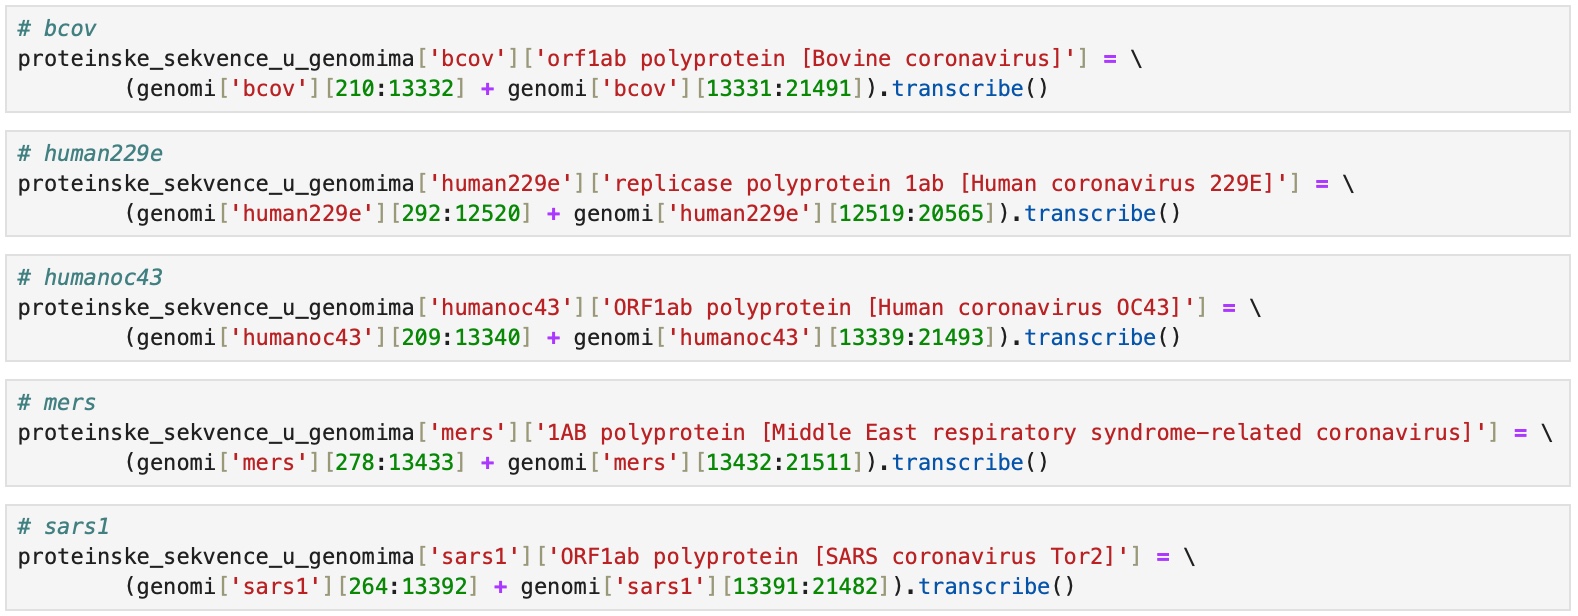 # bcov
proteinske_sekvence_u_genomima['bcov']['orf1ab polyprotein [Bovine coronavirus]'] = \
(genomi['bcov'][210:13332] + genomi['bcov'][13331:21491]).transcribe()
# human229e
proteinske_sekvence_u_genomima['human229e']['replicase polyprotein 1ab [Human coronavirus 229E]'] = \
(genomi['human229e'][292:12520] + genomi['human229e'][12519:20565]).transcribe()
# humanoc43
proteinske_sekvence_u_genomima['humanoc43']['ORF1ab polyprotein [Human coronavirus OC43]'] = \
(genomi['humanoc43'][209:13340] + genomi['humanoc43'][13339:21493]).transcribe()
# mers
proteinske_sekvence_u_genomima['mers']['1AB polyprotein [Middle East respiratory syndrome-related coronavirus]'] = \
(genomi['mers'][278:13433] + genomi['mers'][13432:21511]).transcribe()
# sars1
proteinske_sekvence_u_genomima['sars1']['ORF1ab polyprotein [SARS coronavirus Tor2]'] = \
(genomi['sars1'][264:13392] + genomi['sars1'][13391:21482]).transcribe()